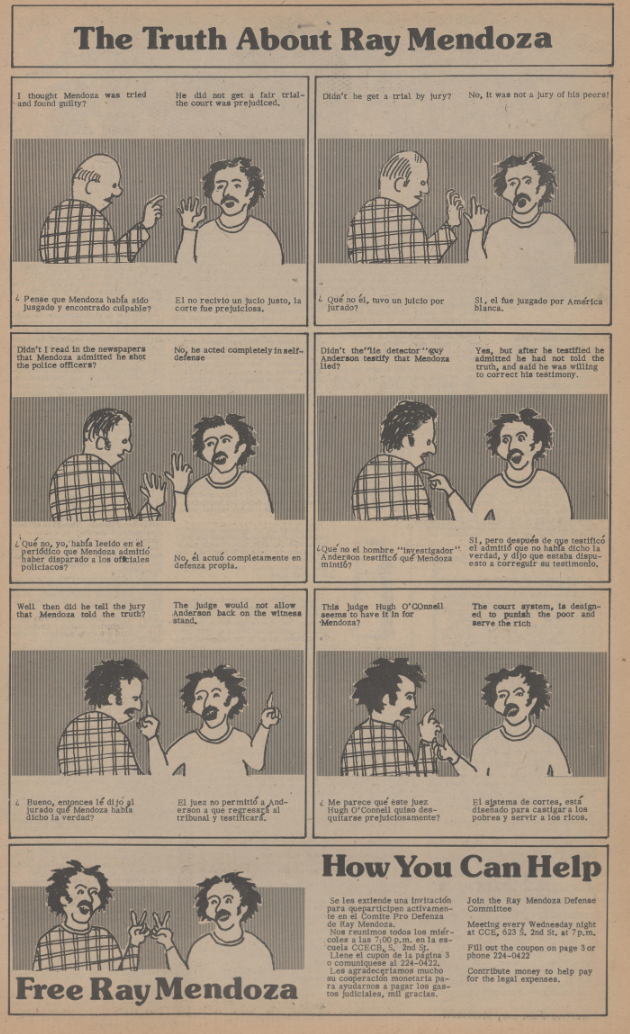 The Truth About Ray Mendoza
I thought Mendoza was tried
and found guilty?
He did not get a fair trial-
the court was prejudiced.
¿ Pense que Mendoza había sido
juzgado y encontrado culpable?
El no recivio un jucio justo, la
corte fue prejuiciosa.
Didn't he get a trial by jury?
No, it was not a jury of his peers!
¿ Qué no él, tuvo un juicio por
jurado?
Si, el fue juzgado por América
blanca.
Didn't I read in the newspapers
that Mendoza admitted he shot
the police officers?
No, he acted completely in self-
defense
¿Qué no, yo, había leeido en el
periódico que Mendoza admitió
haber disparado a los oficiales
policiacos?
No, él actuó completamente en
defensa propia.
Didn't the "lie detector" guy
Anderson testify that Mendoza
lied?
Yes, but after he testified he
admitted he had not told the
truth, and said he was willing
to correct his testimony.
¿Qué no el hombre "investigador"
Anderson testificó qué Mendoza
mintió?
Si, pero después de que testificó
el admitió que no había dicho la
verdad, y dijo que estaba dispu-
esto a correguir su testimonio.
Well then did he tell the jury
that Mendoza told the truth?
The judge would not allow
Anderson back on the witness
stand.
¿ Bueno, entonces lé dijo al
jurado qué Mendoza había
dicho la verdad?
El juez no permitió a And-
erson a que regresara al
tribunal y testificará.
This judge Hugh O'COnnell
seems to have it in for
Mendoza?
The court system, is design-
ed to punish the poor and
serve the rich
¿ Me parece qué este juez
Hugh O'Connell quiso des-
quitarse prejuiciosamente?
El sistema de cortes, está
diseñado para castigar a los
pobres y servir a los ricos.
Free Ray Mendoza
How You Can Help
Se les extiende una invitación
para queparticipen activamen-
te en el Comite Pro Defenza
de Ray Mendoza.
Nos reunimos todos los miér-
coles a las 7:00 p.m. en la es-
cuela CCECB, S. 2nd St.
Llene el cupón de la página 3
o comuniquese al 224-0422.
Les agradeceríamos mucho
su cooperación monetaria pa-
ra ayudarnos a pagar los gas-
tos judiciales, mil gracias.
Join the Ray Mendoza Defense
Committee
Meeting every Wednesday night
at CCE, 623 S. 2nd St. at 7 p.m.
Fill out the coupon on page 3 or
phone 224-0422
Contribute money to help pay
for the legal expenses.